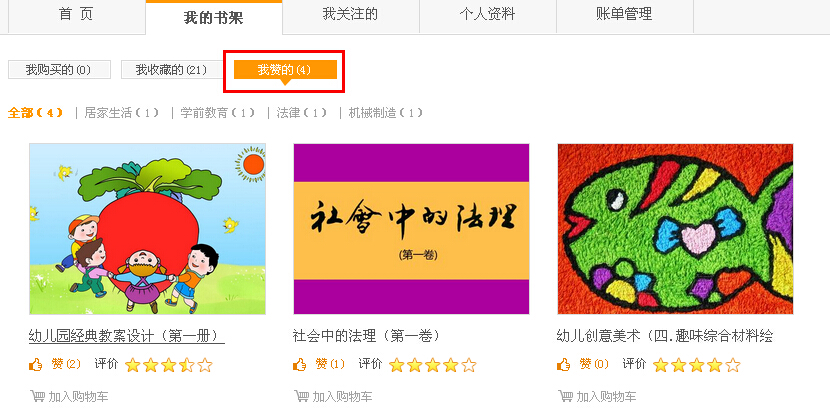 首 页 我的书架 我关注的 个人资料 账单管理
我购买的(0) 我收藏的(21) 我赞的(4)
全部（4） | 居家生活（1） | 学前教育（1） | 法律（1） | 机械制造（1）
社會中的法理
(第一卷)
幼儿园经典教案设计（第一册） 社会中的法理（第一卷） 幼儿创意美术（四.趣味综合材料绘
赞(2) 评价 赞(1) 评价 赞(0) 评价
加入购物车 加入购物车 加入购物车